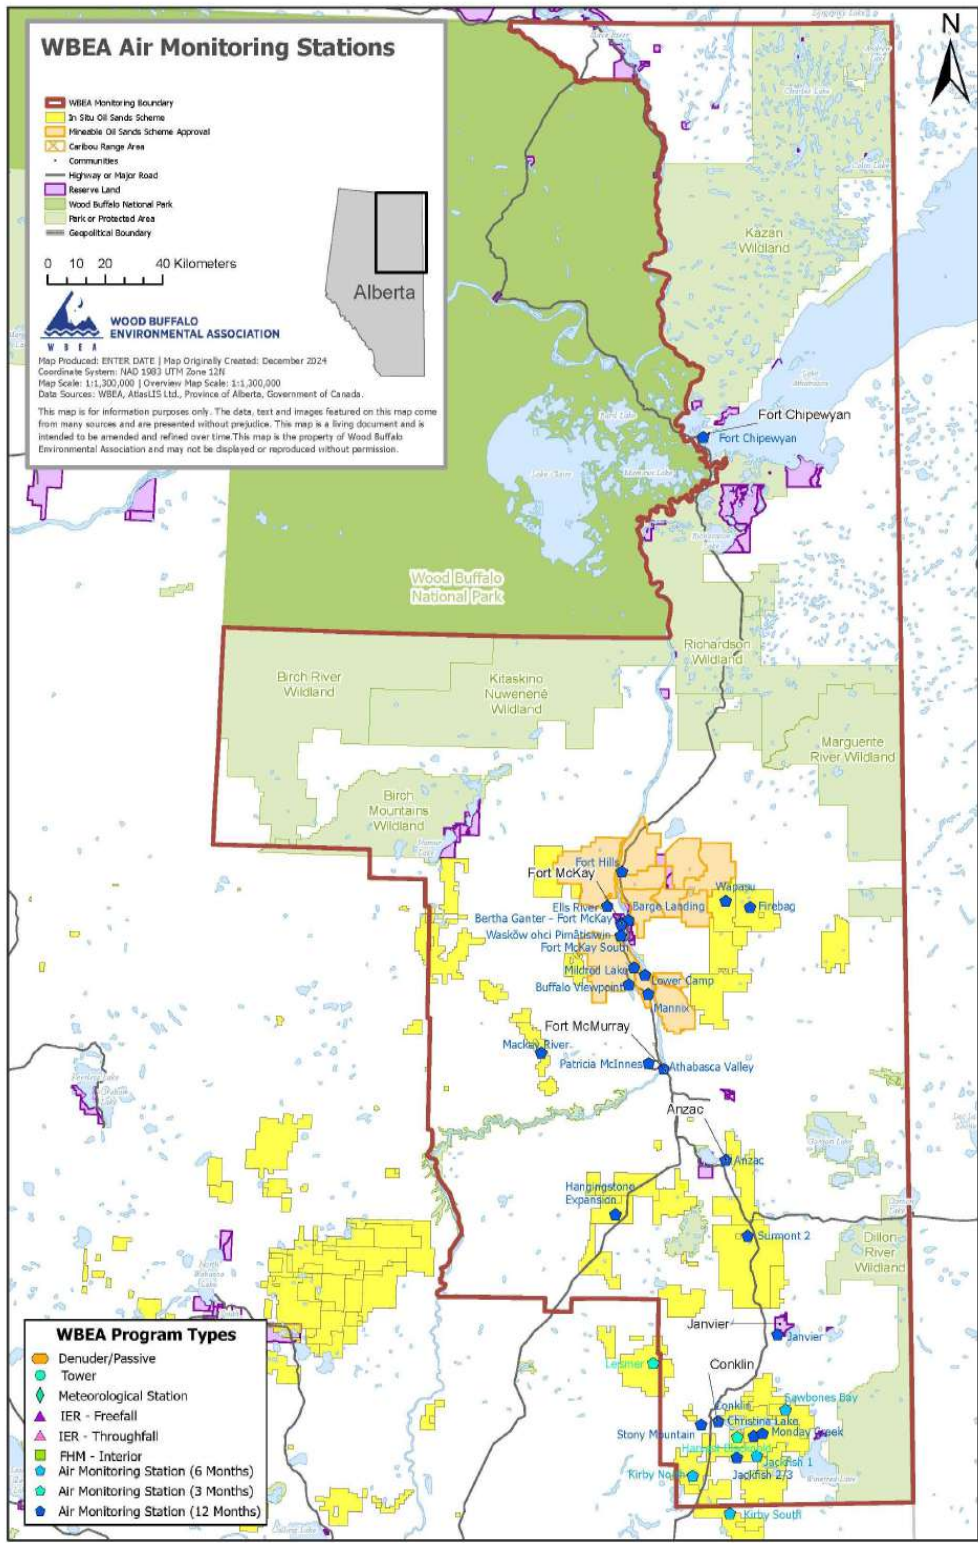 WBEA Air Monitoring Stations
N
WBEA Monitoring Boundary
In Situ Oil Sands Scheme
Mineable Oil Sands Scheme Approval
Caribou Range Area
Communities
Highway or Major Road
Reserve Land
Wood Buffalo National Park
Park or Protected Area
Geopolitical Boundary
0 10 20 40 Kilometers
Alberta
WBEA
WOOD BUFFALO
ENVIRONMENTAL ASSOCIATION
Map Produced: ENTER DATE | Map Originally Created: December 2024
Coordinate System: NAD 1983 UTM Zone 12N
Map Scale: 1:1,300,000 | Overview Map Scale: 1:1,300,000
Data Sources: WBEA, AtlasLIS Ltd., Province of Alberta, Government of Canada.
This map is for information purposes only. The data, text and images featured on this map come
from many sources and are presented without prejudice. This map is a living document and is
intended to be amended and refined over time.This map is the property of Wood Buffalo
Environmental Association and may not be displayed or reproduced without permission.
Kazan
Wildland
Lake
Athabasca
Fort Chipewyan
Fort Chipewyan
Lake Claire
Mamawi Lake
Wood Buffalo
National Park
Richardson
Wildland
Birch River
Wildland
Kitaskino
Nuwenëné
Wildland
Marguerite
River Wildland
Birch
Mountains
Wildland
Fort Hills
Fort McKay
Wapasu
Firebag
Ells River
Barge Landing
Bertha Ganter - Fort McKay
Waskōw ohci Pimâtisiwin
Fort McKay South
Mildred Lake
Lower Camp
Buffalo Viewpoint
Mannix
Fort McMurray
Mackay River
Patricia McInnes
Athabasca Valley
Anzac
Anzac
Hangingstone
Expansion
Surmont 2
Dillon
River
Wildland
Janvier
Janvier
Leismer
Conklin
Sawbones Bay
Conklin
Christina Lake
Stony Mountain
Monday Creek
Jackfish 1
Kirby North
Jackfish 2/3
Kirby South
WBEA Program Types
Denuder/Passive
Tower
Meteorological Station
IER - Freefall
IER - Throughfall
FHM - Interior
Air Monitoring Station (6 Months)
Air Monitoring Station (3 Months)
Air Monitoring Station (12 Months)